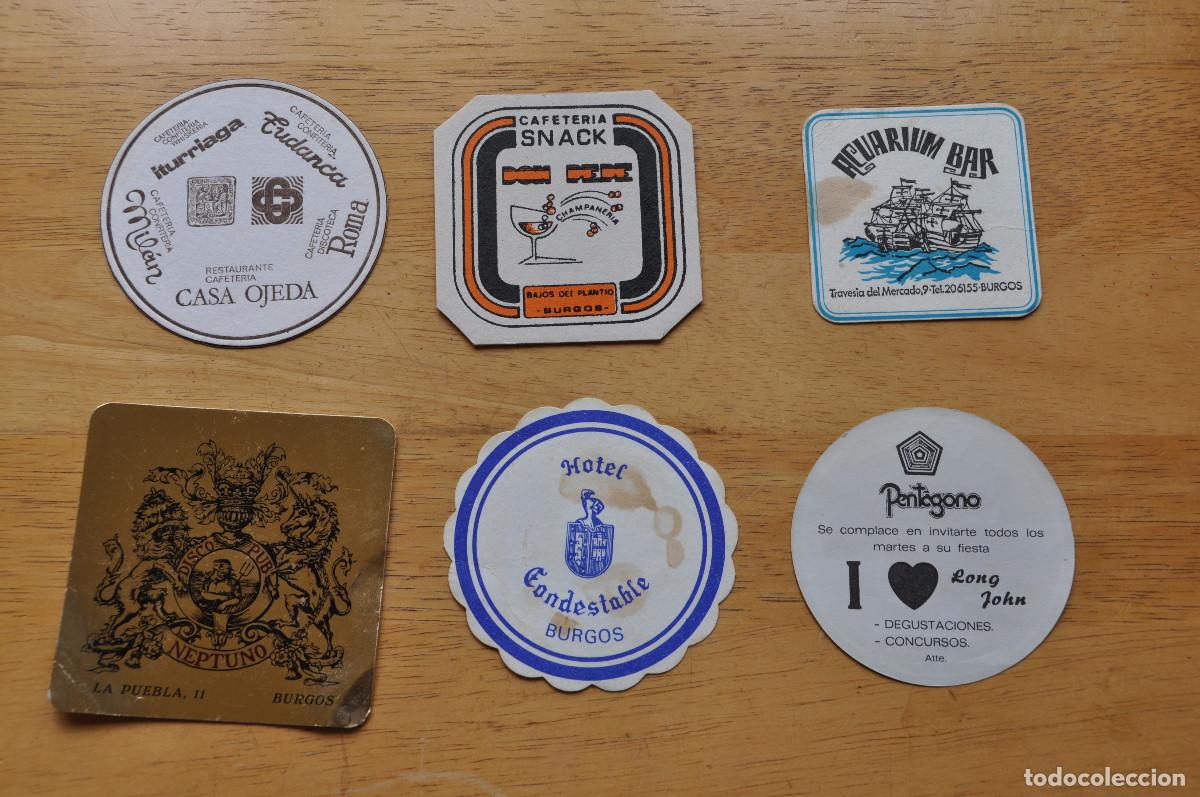 CAFETERIA
CONFITERIA
WHISKERIA
iturriaga
CAFETERIA
CONFITERIA
Tudanca
CAFETERIA
CONFITERIA
Milán
CAFETERIA
DISCOTECA
Roma
RESTAURANTE
CAFETERIA
CASA OJEDA
CAFETERIA
SNACK
DON PEPE
CHAMPANERIA
BAJOS DEL PLANTIO
- BURGOS -
ACUARIUM BAR
Travesia del Mercado,9·Tel.206155·BURGOS
DISCO PUB
NEPTUNO
LA PUEBLA, 11 BURGOS
Hotel
Condestable
BURGOS
Pentagono
Se complace en invitarte todos los
martes a su fiesta
I Long
John
- DEGUSTACIONES.
- CONCURSOS.
Atte.
todocoleccion